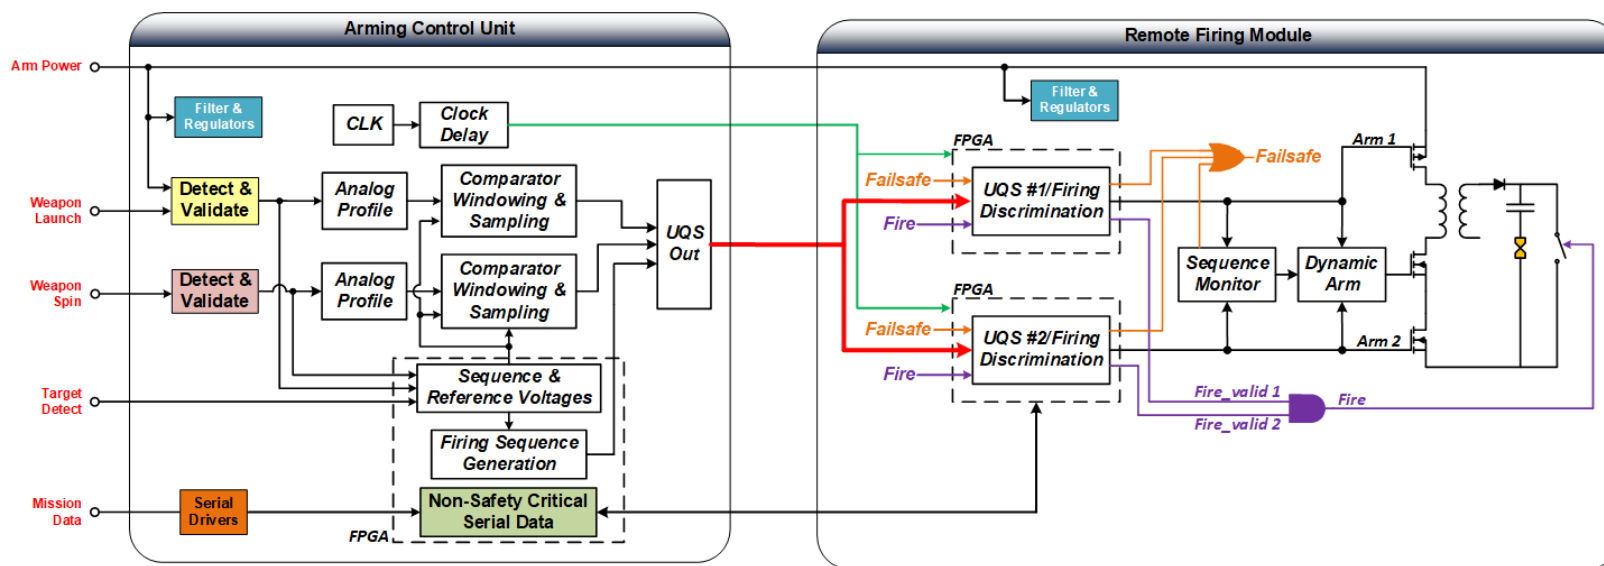 Arming Control Unit
Remote Firing Module
Arm Power
Filter &
Regulators
CLK
Clock
Delay
Filter &
Regulators
FPGA
Arm 1
Failsafe
Weapon
Launch
Detect &
Validate
Analog
Profile
Comparator
Windowing &
Sampling
UQS
Out
Failsafe
Fire
UQS #1/Firing
Discrimination
Weapon
Spin
Detect &
Validate
Analog
Profile
Comparator
Windowing &
Sampling
Sequence
Monitor
Dynamic
Arm
FPGA
Failsafe
Fire
UQS #2/Firing
Discrimination
Arm 2
Target
Detect
Sequence &
Reference Voltages
Fire_valid 1
Fire_valid 2
Fire
Firing Sequence
Generation
Mission
Data
Serial
Drivers
Non-Safety Critical
Serial Data
FPGA